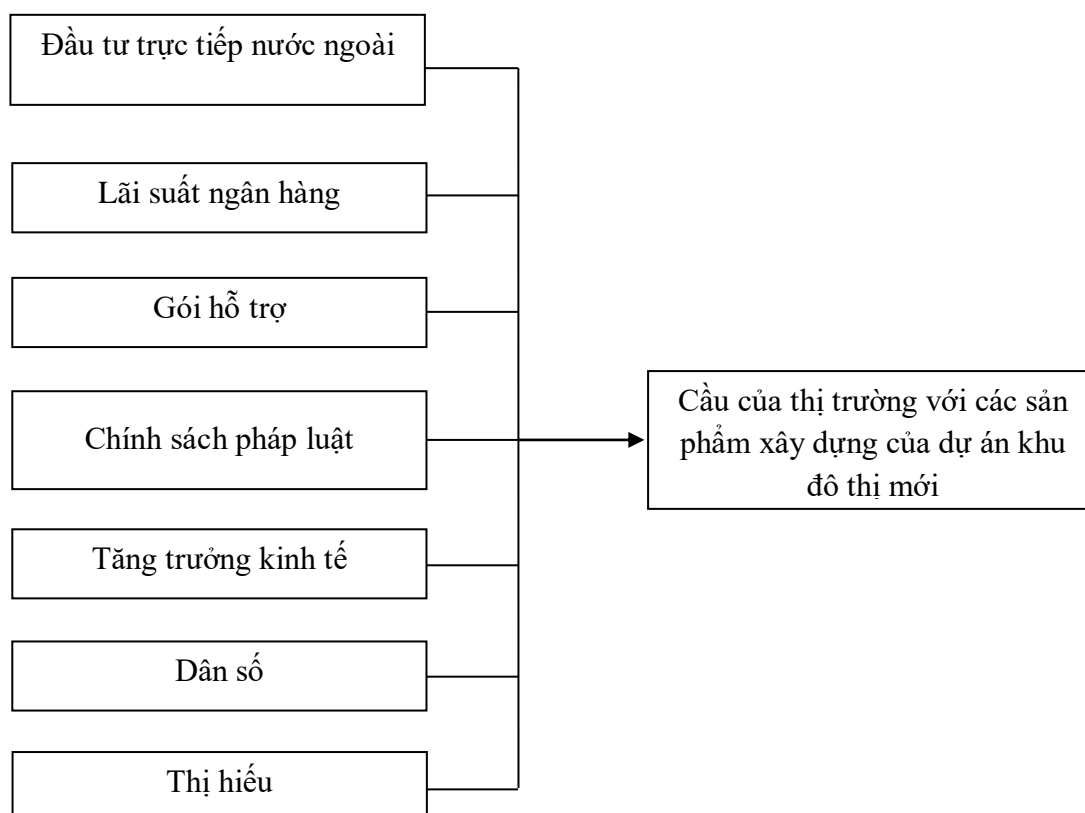 Đầu tư trực tiếp nước ngoài
Lãi suất ngân hàng
Gói hỗ trợ
Chính sách pháp luật
Tăng trưởng kinh tế
Dân số
Thị hiếu
Cầu của thị trường với các sản
phẩm xây dựng của dự án khu
đô thị mới